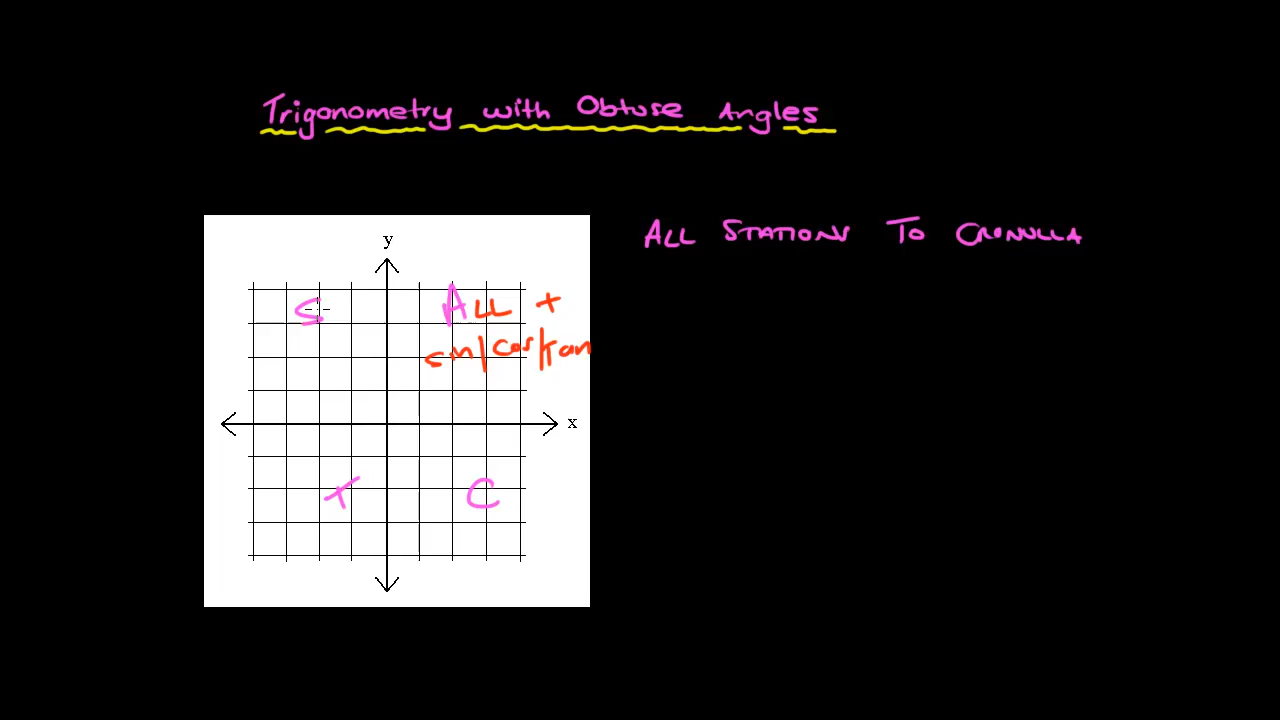 Trigonometry with Obtuse Angles
ALL STATIONS TO CRONULLA
y
S
ALL +
sin/cos/tan
x
T
C